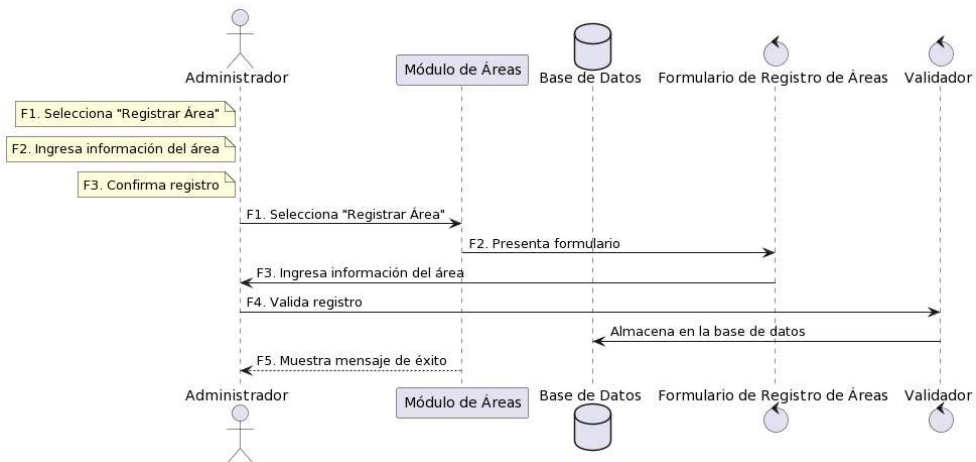 Administrador
Módulo de Áreas
Base de Datos
Formulario de Registro de Áreas
Validador
F1. Selecciona "Registrar Área"
F2. Ingresa información del área
F3. Confirma registro
F1. Selecciona "Registrar Área"
F2. Presenta formulario
F3. Ingresa información del área
F4. Valida registro
Almacena en la base de datos
F5. Muestra mensaje de éxito
Administrador
Módulo de Áreas
Base de Datos
Formulario de Registro de Áreas
Validador